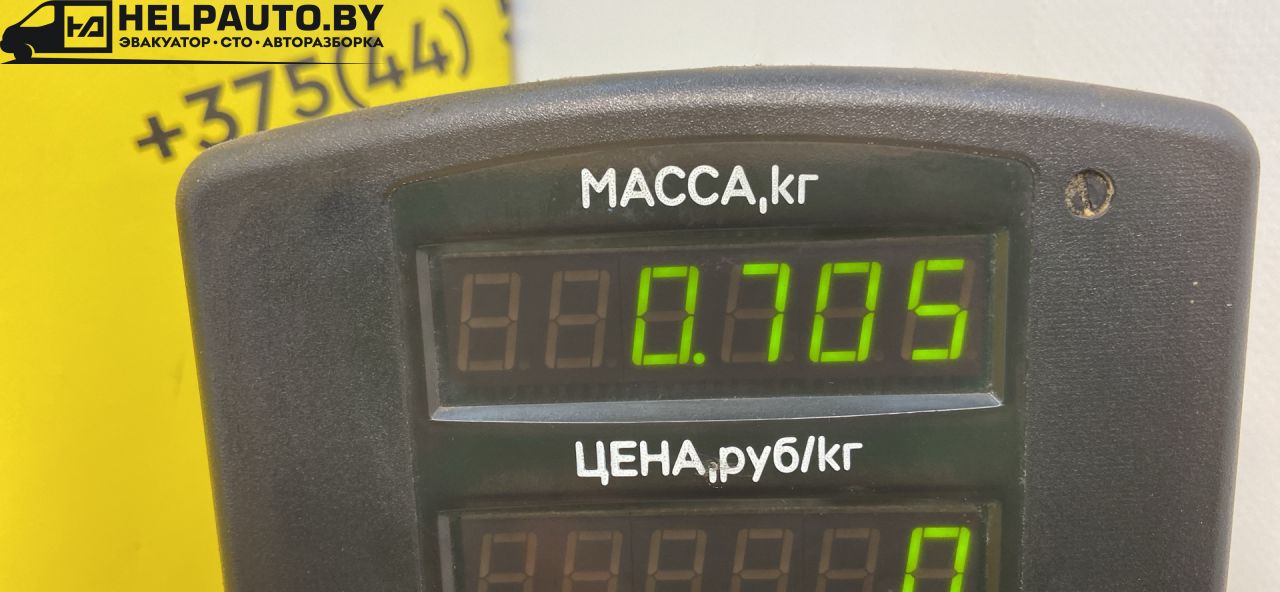 HELPAUTO.BY
ЭВАКУАТОР·СТО·АВТОРАЗБОРКА
+375(44)
МАССА,кг
0.705
ЦЕНА,руб/кг
0